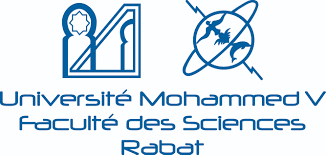 Université Mohammed V
Faculté des Sciences
Rabat